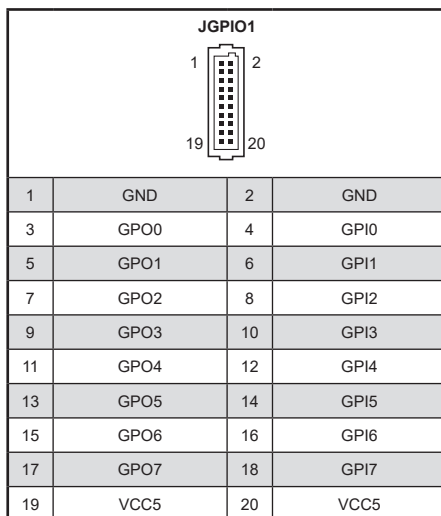 JGPIO1
1 2
19 20
1 GND 2 GND
3 GPO0 4 GPI0
5 GPO1 6 GPI1
7 GPO2 8 GPI2
9 GPO3 10 GPI3
11 GPO4 12 GPI4
13 GPO5 14 GPI5
15 GPO6 16 GPI6
17 GPO7 18 GPI7
19 VCC5 20 VCC5